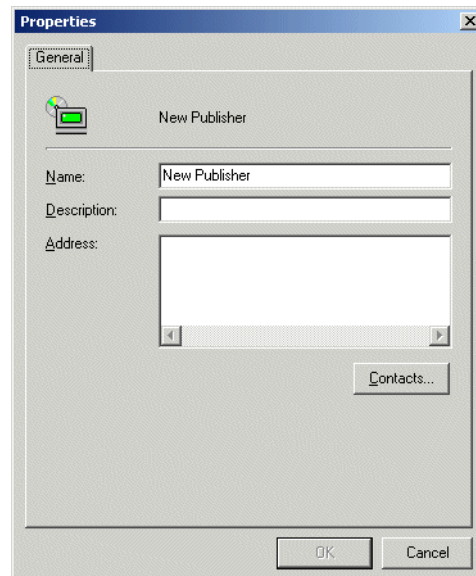 Properties
General
New Publisher
Name: New Publisher
Description:
Address:
Contacts...
OK Cancel